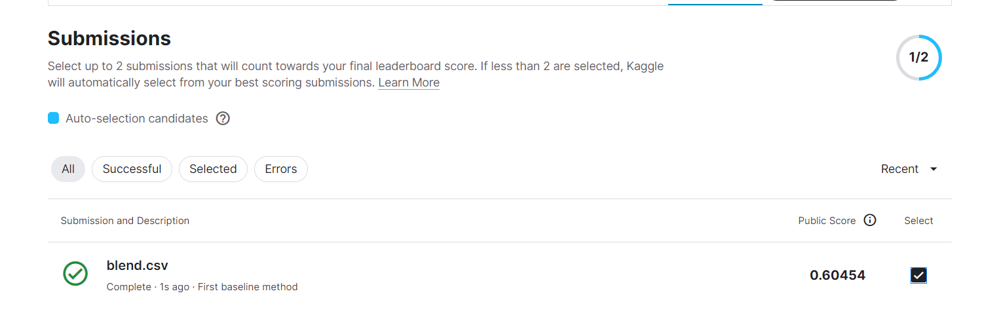 Submissions
Select up to 2 submissions that will count towards your final leaderboard score. If less than 2 are selected, Kaggle
will automatically select from your best scoring submissions. Learn More
1/2
Auto-selection candidates ?
All Successful Selected Errors Recent
Submission and Description Public Score Select
blend.csv
Complete · 1s ago · First baseline method
0.60454